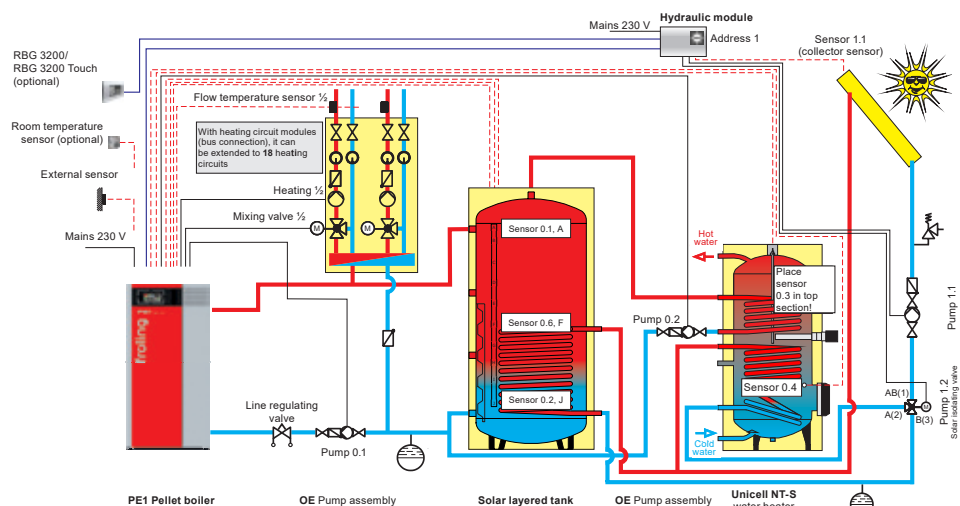 Hydraulic module
Mains 230 V
Address 1
Sensor 1.1
(collector sensor)
RBG 3200/
RBG 3200 Touch
(optional)
Flow temperature sensor ½
Room temperature
sensor (optional)
With heating circuit modules
(bus connection), it can
be extended to 18 heating
circuits
External sensor
Heating ½
Mixing valve ½
M
M
Mains 230 V
Sensor 0.1, A
Hot
water
Place
sensor
0.3 in top
section!
Pump 1.1
froling
Sensor 0.6, F
Pump 0.2
Sensor 0.4
Sensor 0.2, J
AB(1)
A(2)
B(3)
M
Pump 1.2
Solar isolating valve
Line regulating
valve
Pump 0.1
Cold
water
PE1 Pellet boiler
OE Pump assembly
Solar layered tank
OE Pump assembly
Unicell NT-S
water heater